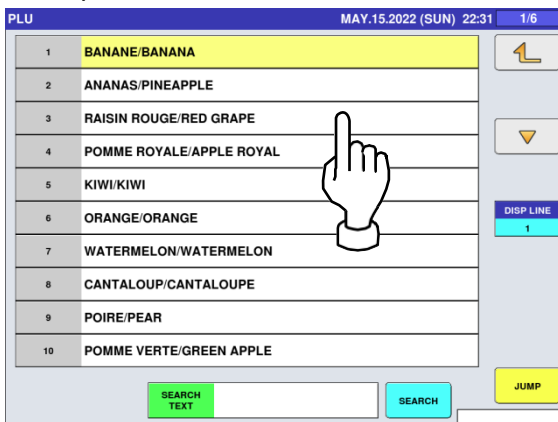 PLU MAY.15.2022 (SUN) 22:31 1/6
1 BANANE/BANANA
2 ANANAS/PINEAPPLE
3 RAISIN ROUGE/RED GRAPE
4 POMME ROYALE/APPLE ROYAL
5 KIWI/KIWI
6 ORANGE/ORANGE
7 WATERMELON/WATERMELON
8 CANTALOUP/CANTALOUPE
9 POIRE/PEAR
10 POMME VERTE/GREEN APPLE
DISP LINE
1
SEARCH
TEXT
SEARCH
JUMP